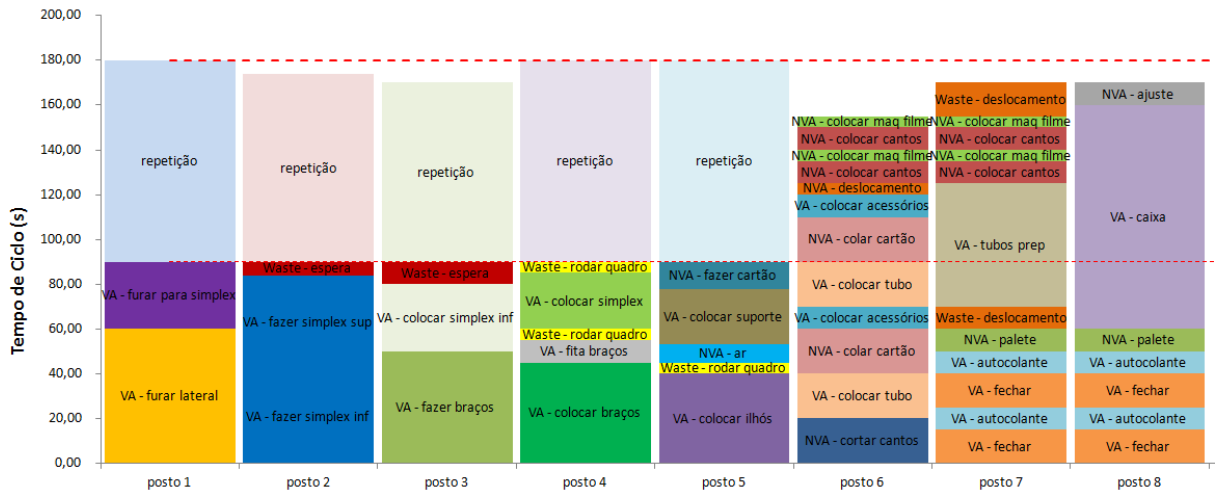 Tempo de Ciclo (s)
200,00
180,00
160,00
140,00
120,00
100,00
80,00
60,00
40,00
20,00
0,00
repetição
VA - furar para simplex
VA - furar lateral
posto 1
repetição
Waste - espera
VA - fazer simplex sup
VA - fazer simplex inf
posto 2
repetição
Waste - espera
VA - colocar simplex inf
VA - fazer braços
posto 3
repetição
Waste - rodar quadro
VA - colocar simplex
Waste - rodar quadro
VA - fita braços
VA - colocar braços
posto 4
repetição
NVA - fazer cartão
VA - colocar suporte
NVA - ar
Waste - rodar quadro
VA - colocar ilhós
posto 5
NVA - colocar maq filme
NVA - colocar cantos
NVA - colocar maq filme
NVA - colocar cantos
NVA - deslocamento
VA - colocar acessórios
NVA - colar cartão
VA - colocar tubo
VA - colocar acessórios
NVA - colar cartão
VA - colocar tubo
NVA - cortar cantos
posto 6
Waste - deslocamento
NVA - colocar maq filme
NVA - colocar cantos
NVA - colocar maq filme
NVA - colocar cantos
VA - tubos prep
Waste - deslocamento
NVA - palete
VA - autocolante
VA - fechar
VA - autocolante
VA - fechar
posto 7
NVA - ajuste
VA - caixa
NVA - palete
VA - autocolante
VA - fechar
VA - autocolante
VA - fechar
posto 8